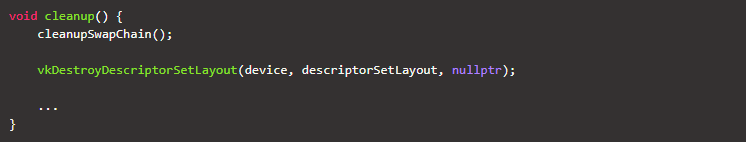 void cleanup() {
    cleanupSwapChain();
    vkDestroyDescriptorSetLayout(device, descriptorSetLayout, nullptr);
    ...
}